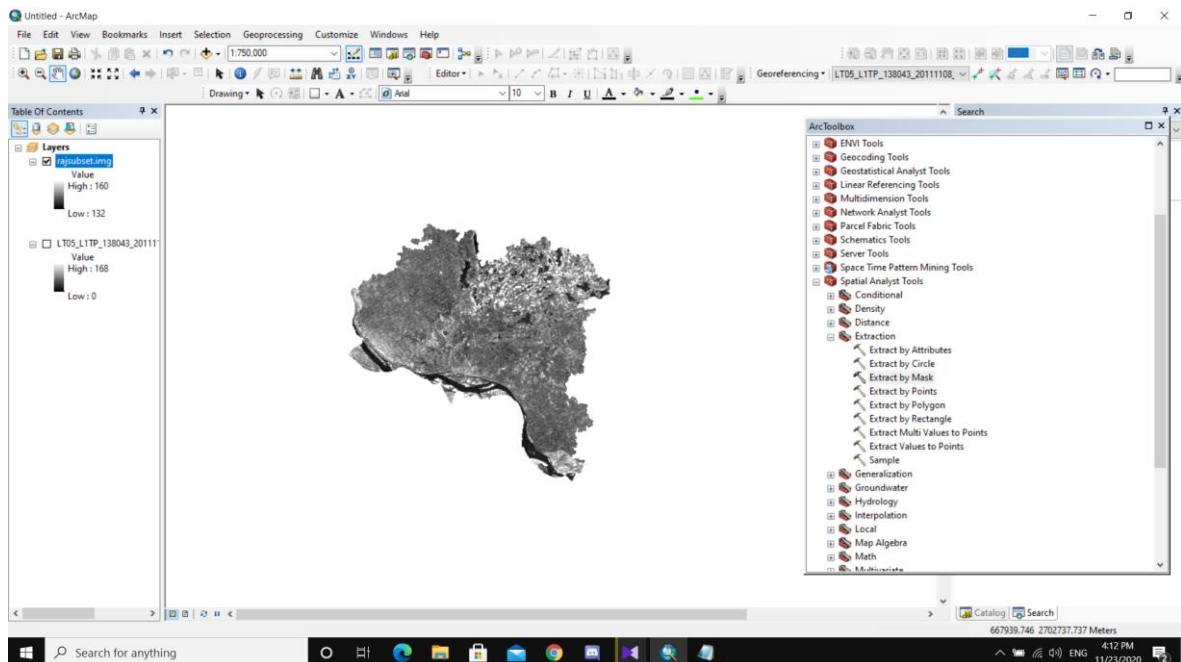 Untitled - ArcMap
File Edit View Bookmarks Insert Selection Geoprocessing Customize Windows Help
1:750,000
Editor Georeferencing LT05_L1TP_138043_20111108_
Drawing A Arial 10 B I U A
Table Of Contents
Search
ArcToolbox
Layers
rajsubset.img
Value
High : 160
Low : 132
LT05_L1TP_138043_20111
Value
High : 168
Low : 0
ENVI Tools
Geocoding Tools
Geostatistical Analyst Tools
Linear Referencing Tools
Multidimension Tools
Network Analyst Tools
Parcel Fabric Tools
Schematics Tools
Server Tools
Space Time Pattern Mining Tools
Spatial Analyst Tools
Conditional
Density
Distance
Extraction
Extract by Attributes
Extract by Circle
Extract by Mask
Extract by Points
Extract by Polygon
Extract by Rectangle
Extract Multi Values to Points
Extract Values to Points
Sample
Generalization
Groundwater
Hydrology
Interpolation
Local
Map Algebra
Math
Multivariate
Catalog Search
667939.746 2702737.737 Meters
Search for anything
ENG
4:12 PM
11/23/2020
2